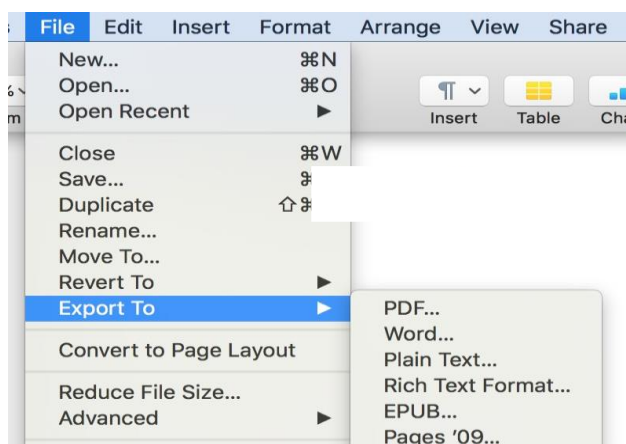 File Edit Insert Format Arrange View Share
New... ⌘N
Open... ⌘O
Open Recent ▶
Insert Table
Close ⌘W
Save...
Duplicate ⇧
Rename...
Move To...
Revert To ▶
Export To ▶
PDF...
Word...
Convert to Page Layout
Plain Text...
Rich Text Format...
Reduce File Size...
EPUB...
Advanced ▶
Pages ’09...